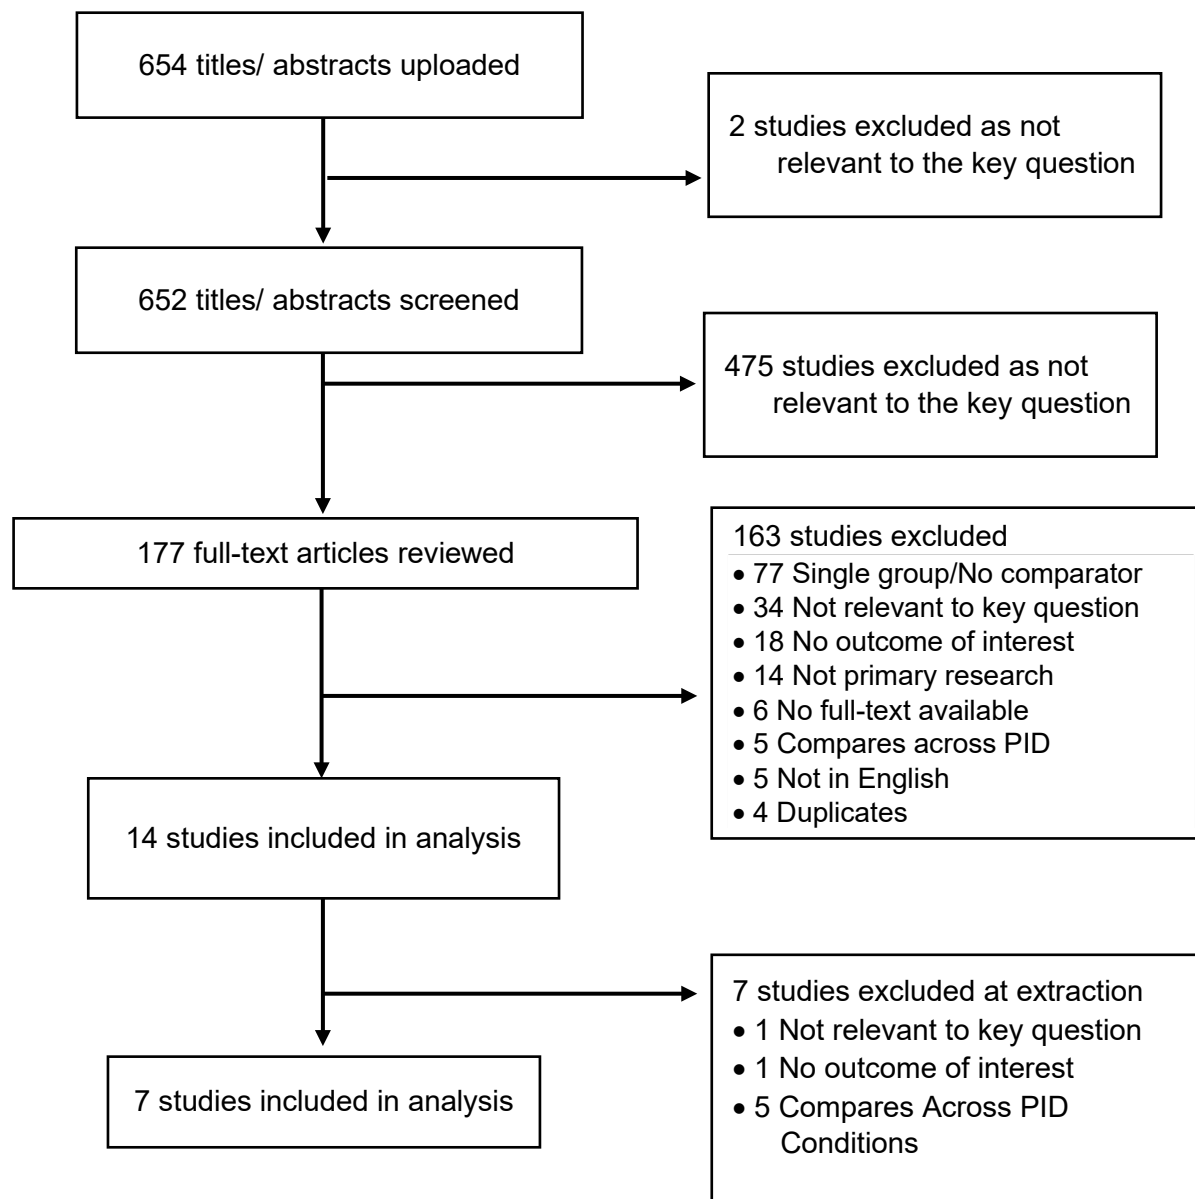 654 titles/ abstracts uploaded
2 studies excluded as not
relevant to the key question
652 titles/ abstracts screened
475 studies excluded as not
relevant to the key question
177 full-text articles reviewed
163 studies excluded
• 77 Single group/No comparator
• 34 Not relevant to key question
• 18 No outcome of interest
• 14 Not primary research
• 6 No full-text available
• 5 Compares across PID
• 5 Not in English
• 4 Duplicates
14 studies included in analysis
7 studies excluded at extraction
• 1 Not relevant to key question
• 1 No outcome of interest
• 5 Compares Across PID
Conditions
7 studies included in analysis